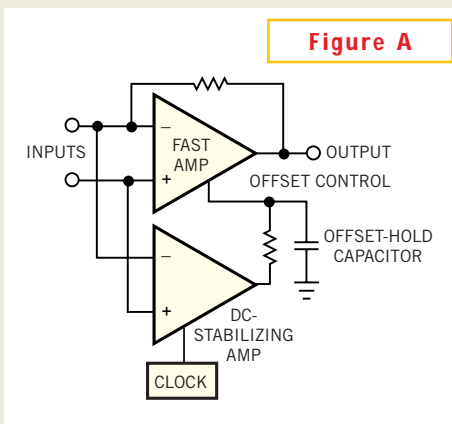 Figure A
INPUTS
−
FAST
AMP
+
OUTPUT
OFFSET CONTROL
OFFSET-HOLD
CAPACITOR
−
+
DC-
STABILIZING
AMP
CLOCK